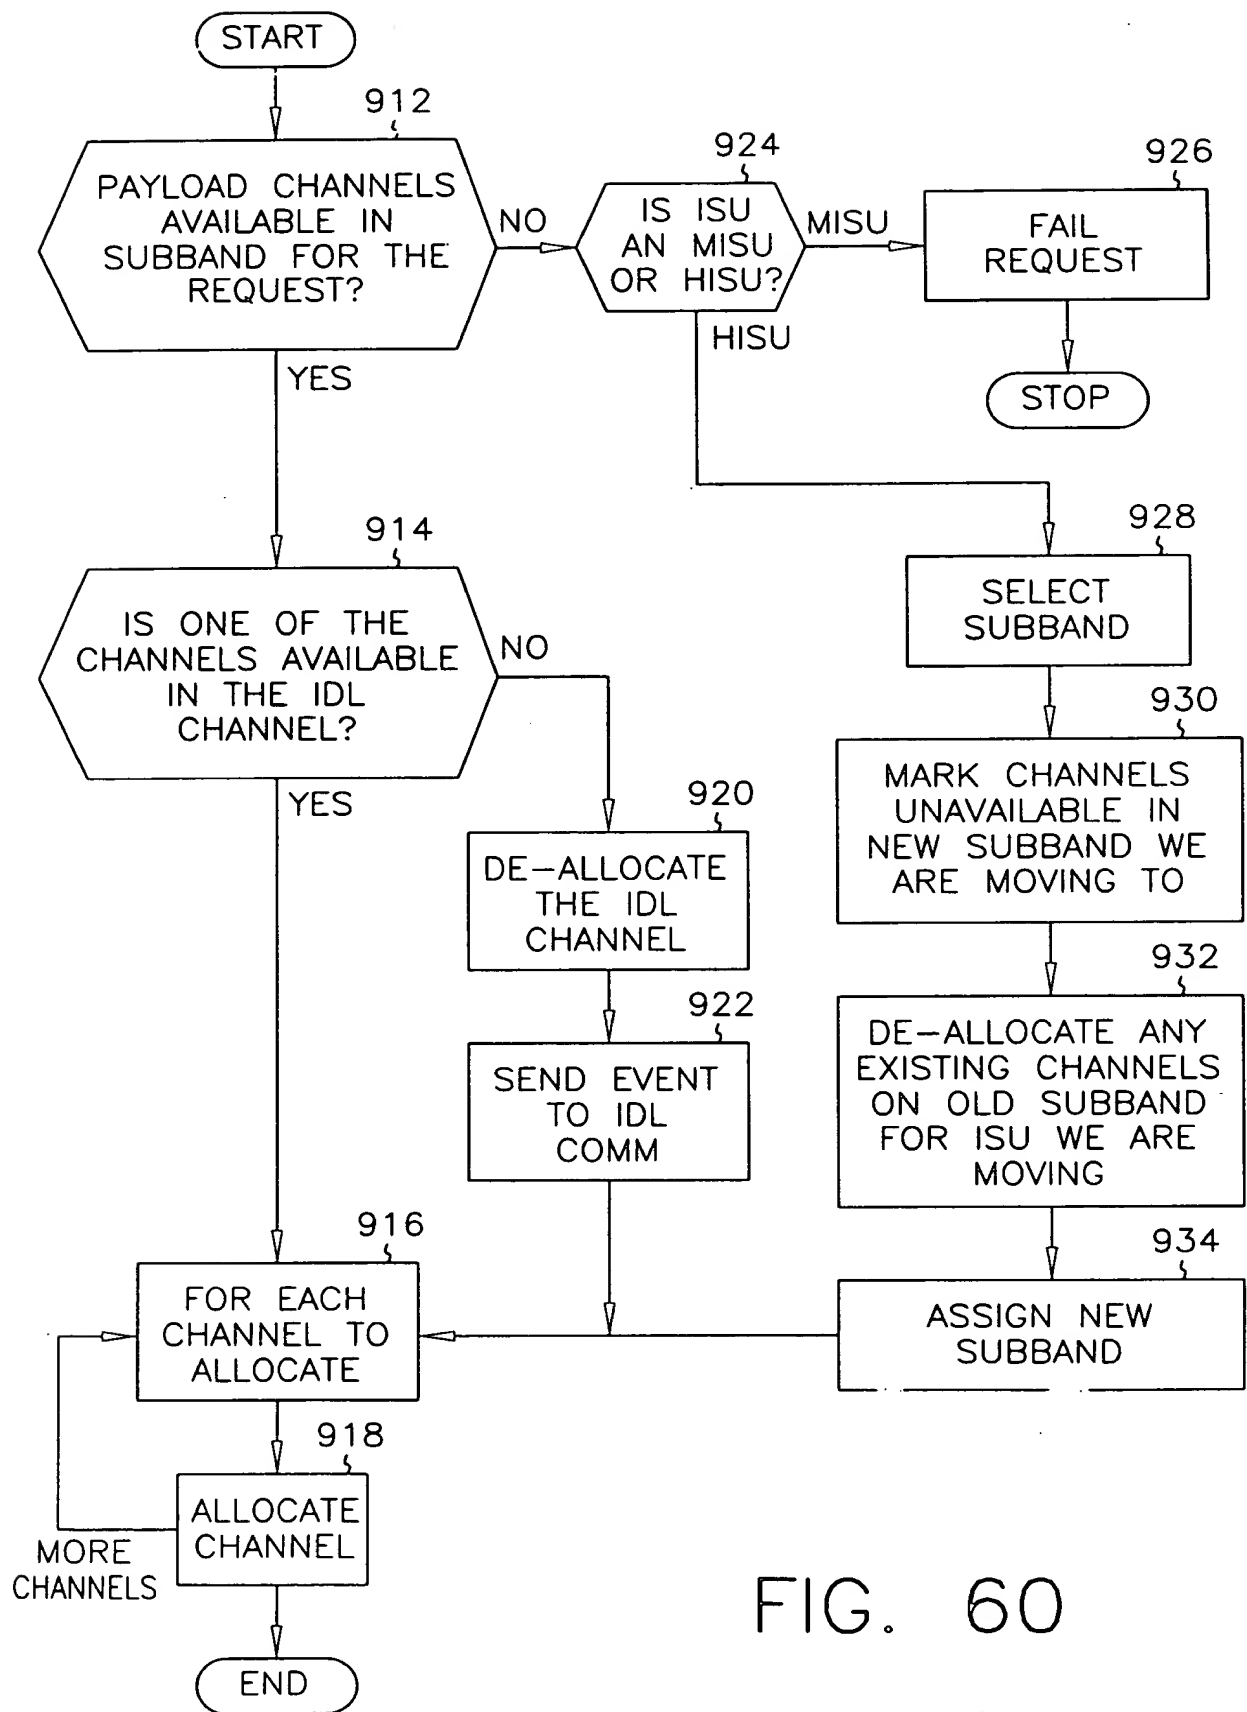 START
912
PAYLOAD CHANNELS
AVAILABLE IN
SUBBAND FOR THE
REQUEST?
NO
YES
924
IS ISU
AN MISU
OR HISU?
MISU
HISU
926
FAIL
REQUEST
STOP
914
IS ONE OF THE
CHANNELS AVAILABLE
IN THE IDL
CHANNEL?
NO
YES
928
SELECT
SUBBAND
930
MARK CHANNELS
UNAVAILABLE IN
NEW SUBBAND WE
ARE MOVING TO
920
DE-ALLOCATE
THE IDL
CHANNEL
932
DE-ALLOCATE ANY
EXISTING CHANNELS
ON OLD SUBBAND
FOR ISU WE ARE
MOVING
922
SEND EVENT
TO IDL
COMM
916
FOR EACH
CHANNEL TO
ALLOCATE
934
ASSIGN NEW
SUBBAND
918
ALLOCATE
CHANNEL
MORE
CHANNELS
END
FIG. 60